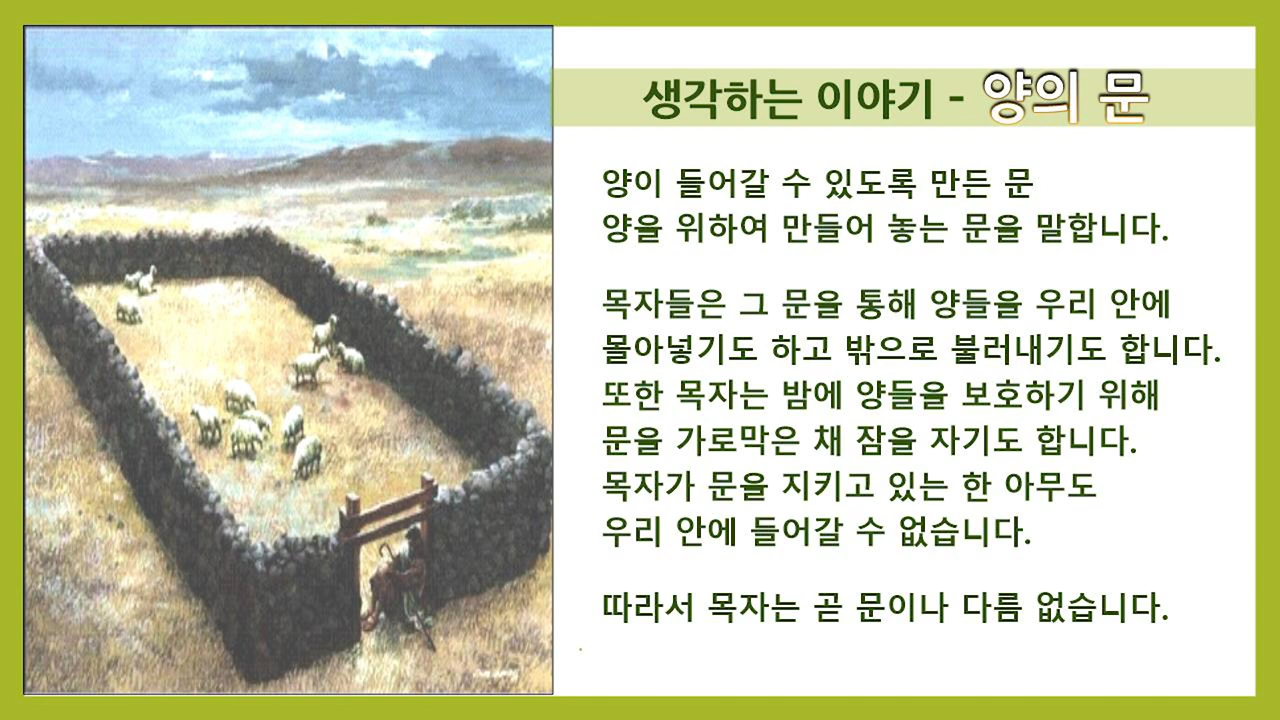 생각하는 이야기 - 양의 문
양이 들어갈 수 있도록 만든 문
양을 위하여 만들어 놓는 문을 말합니다.
목자들은 그 문을 통해 양들을 우리 안에
몰아넣기도 하고 밖으로 불러내기도 합니다.
또한 목자는 밤에 양들을 보호하기 위해
문을 가로막은 채 잠을 자기도 합니다.
목자가 문을 지키고 있는 한 아무도
우리 안에 들어갈 수 없습니다.
따라서 목자는 곧 문이나 다름 없습니다.